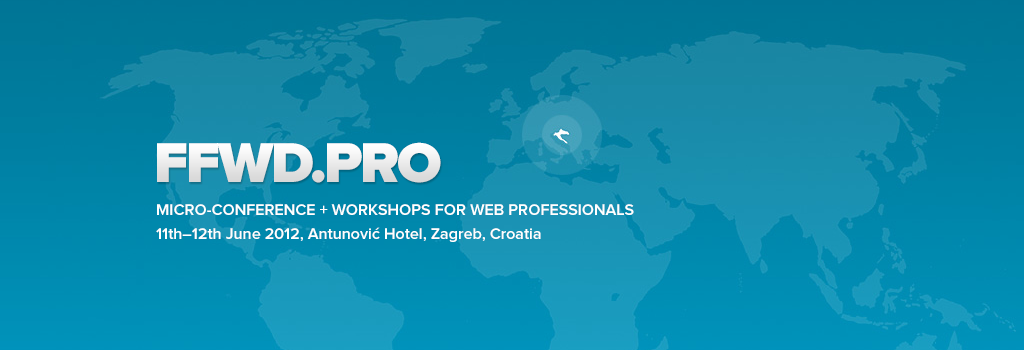 FFWD.PRO
MICRO-CONFERENCE + WORKSHOPS FOR WEB PROFESSIONALS
11th–12th June 2012, Antunović Hotel, Zagreb, Croatia